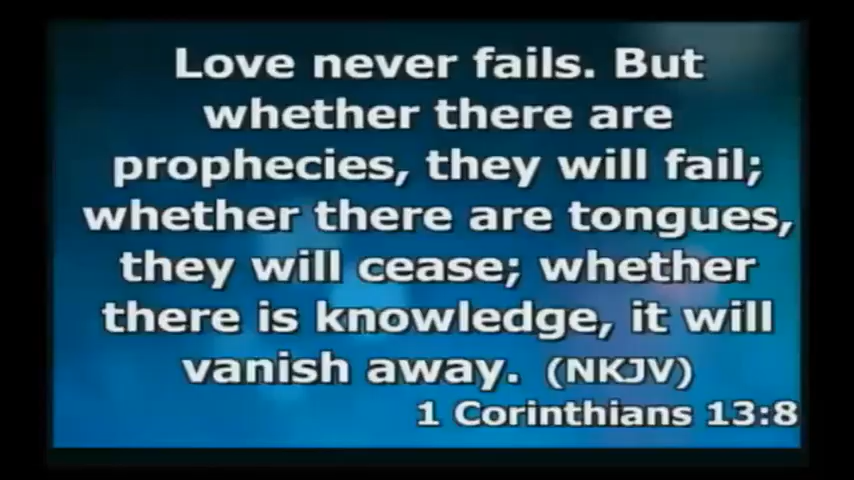 Love never fails. But
whether there are
prophecies, they will fail;
whether there are tongues,
they will cease; whether
there is knowledge, it will
vanish away. (NKJV)
1 Corinthians 13:8